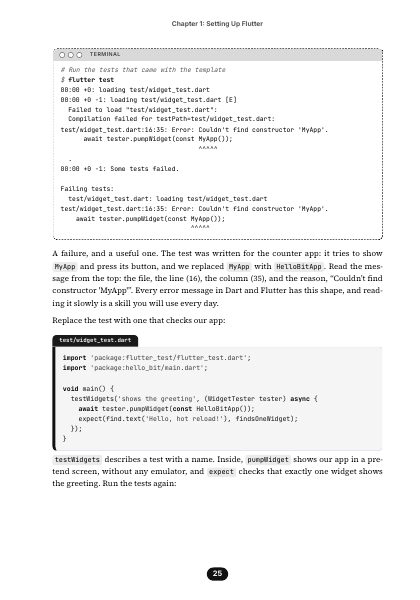 Chapter 1: Setting Up Flutter
TERMINAL
# Run the tests that came with the template
$ flutter test
00:00 +0: loading test/widget_test.dart
00:00 +0 -1: loading test/widget_test.dart [E]
Failed to load "test/widget_test.dart":
Compilation failed for testPath=test/widget_test.dart:
test/widget_test.dart:16:35: Error: Couldn't find constructor 'MyApp'.
await tester.pumpWidget(const MyApp());
^^^^^
.
00:00 +0 -1: Some tests failed.
Failing tests:
test/widget_test.dart: loading test/widget_test.dart
test/widget_test.dart:16:35: Error: Couldn't find constructor 'MyApp'.
await tester.pumpWidget(const MyApp());
^^^^^
A failure, and a useful one. The test was written for the counter app: it tries to show
MyApp and press its button, and we replaced MyApp with HelloBitApp. Read the mes-
sage from the top: the file, the line (16), the column (35), and the reason, “Couldn’t find
constructor ’MyApp’”. Every error message in Dart and Flutter has this shape, and read-
ing it slowly is a skill you will use every day.
Replace the test with one that checks our app:
test/widget_test.dart
import 'package:flutter_test/flutter_test.dart';
import 'package:hello_bit/main.dart';
void main() {
testWidgets('shows the greeting', (WidgetTester tester) async {
await tester.pumpWidget(const HelloBitApp());
expect(find.text('Hello, hot reload!'), findsOneWidget);
});
}
testWidgets describes a test with a name. Inside, pumpWidget shows our app in a pre-
tend screen, without any emulator, and expect checks that exactly one widget shows
the greeting. Run the tests again:
25